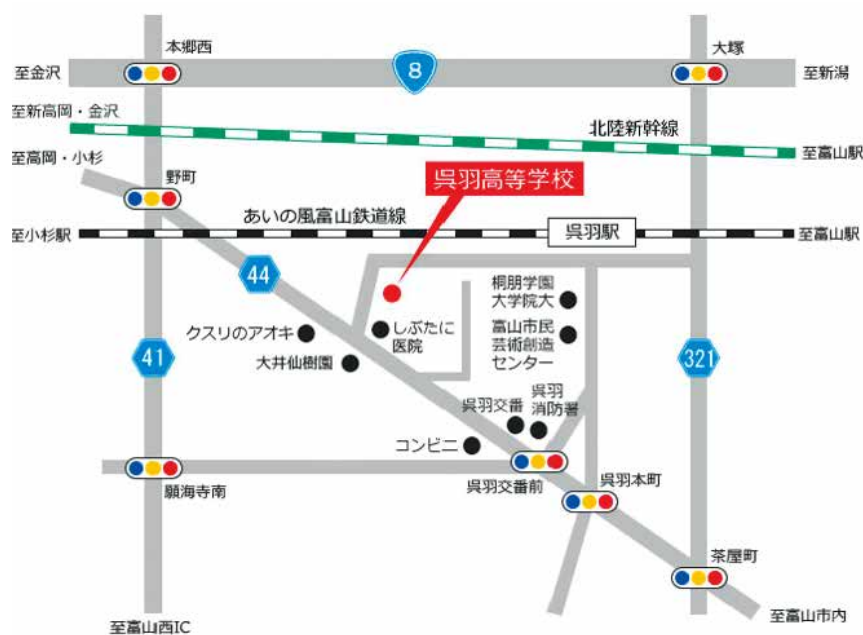 本郷西
大塚
8
至金沢
至新潟
至新高岡・金沢
北陸新幹線
至富山駅
至高岡・小杉
野町
呉羽高等学校
あいの風富山鉄道線
至小杉駅
呉羽駅
至富山駅
44
桐朋学園
大学院大
クスリのアオキ
しぶたに
医院
富山市民
芸術創造
センター
大井仙樹園
41
321
呉羽交番
呉羽
消防署
コンビニ
願海寺南
呉羽交番前
呉羽本町
茶屋町
至富山西IC
至富山市内